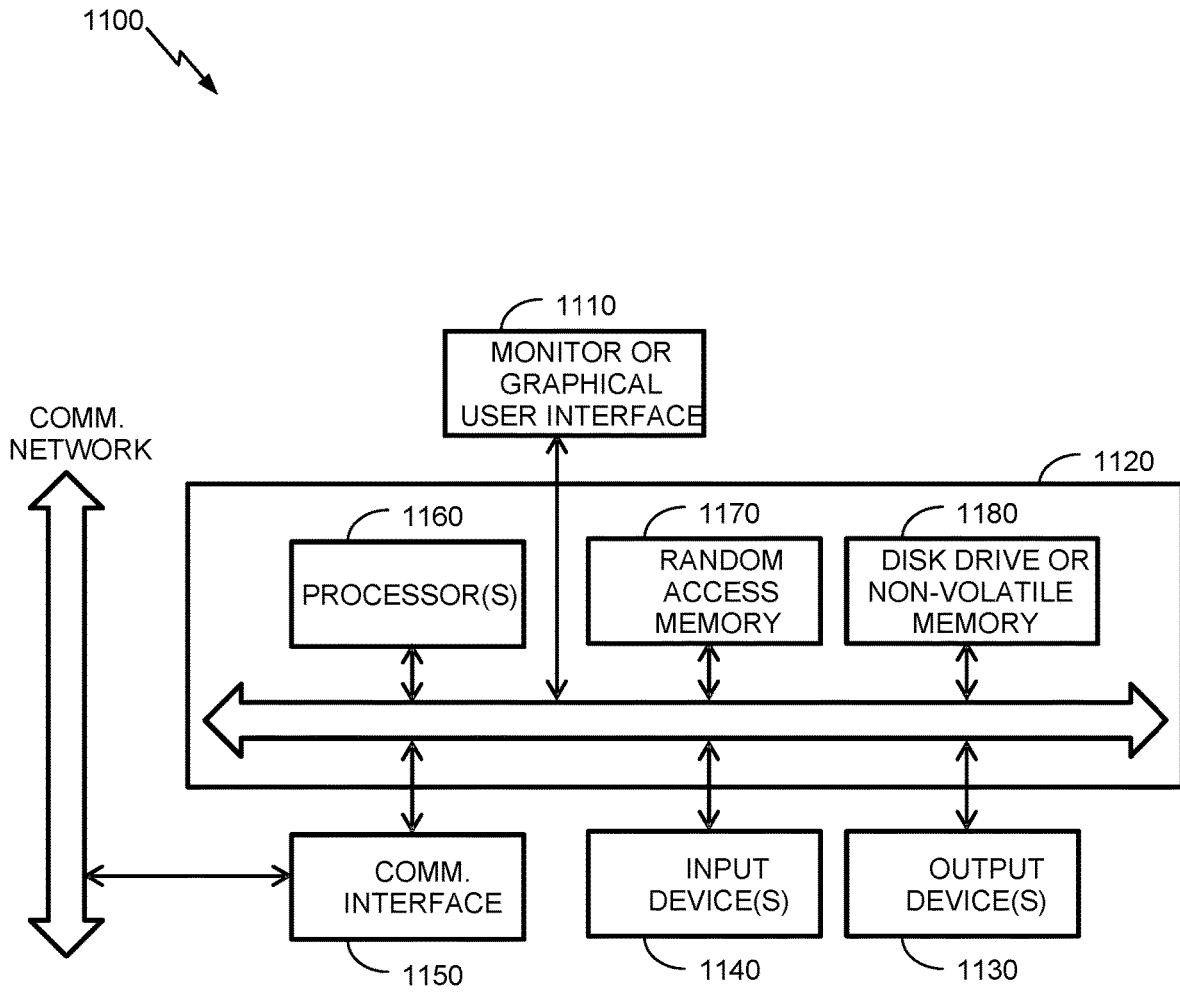 1100
1110
MONITOR OR
GRAPHICAL
USER INTERFACE
COMM.
NETWORK
1120
1160
PROCESSOR(S)
1170
RANDOM
ACCESS
MEMORY
1180
DISK DRIVE OR
NON-VOLATILE
MEMORY
COMM.
INTERFACE
1150
INPUT
DEVICE(S)
1140
OUTPUT
DEVICE(S)
1130